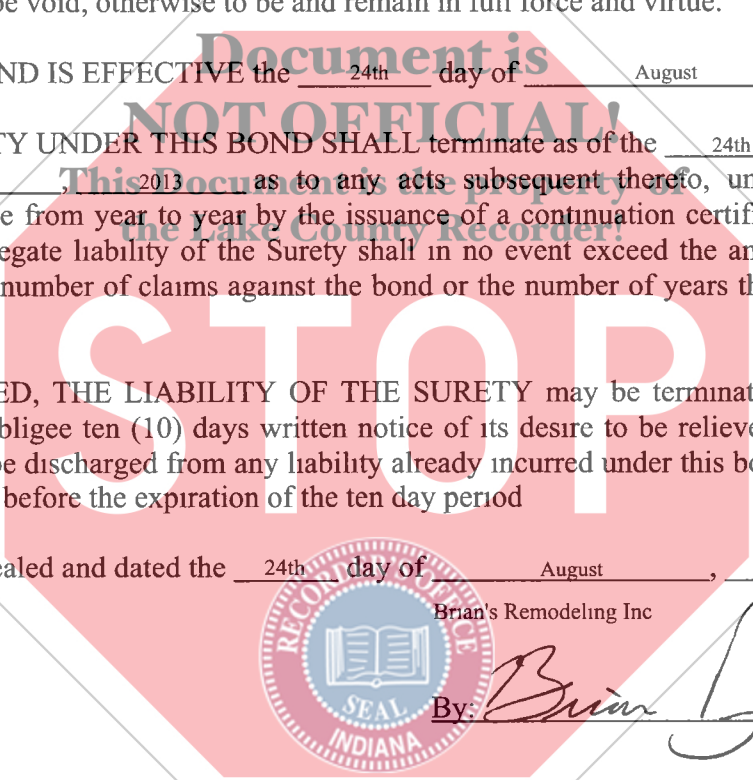 be void, otherwise to be and remain in full force and virtue.
Document is
ND IS EFFECTIVE the 24th day of August
NOT OFFICIAL!
TY UNDER THIS BOND SHALL terminate as of the 24th
, 2013 as to any acts subsequent thereto, un
This Document is the property of
e from year to year by the issuance of a continuation certifi
the Lake County Recorder!
egate liability of the Surety shall in no event exceed the am
number of claims against the bond or the number of years th
STOP
ED, THE LIABILITY OF THE SURETY may be terminat
bligee ten (10) days written notice of its desire to be relieve
be discharged from any liability already incurred under this bo
before the expiration of the ten day period
ealed and dated the 24th day of August ,
RECORDER'S OFFICE
SEAL
INDIANA
Brian's Remodeling Inc
By: Brian